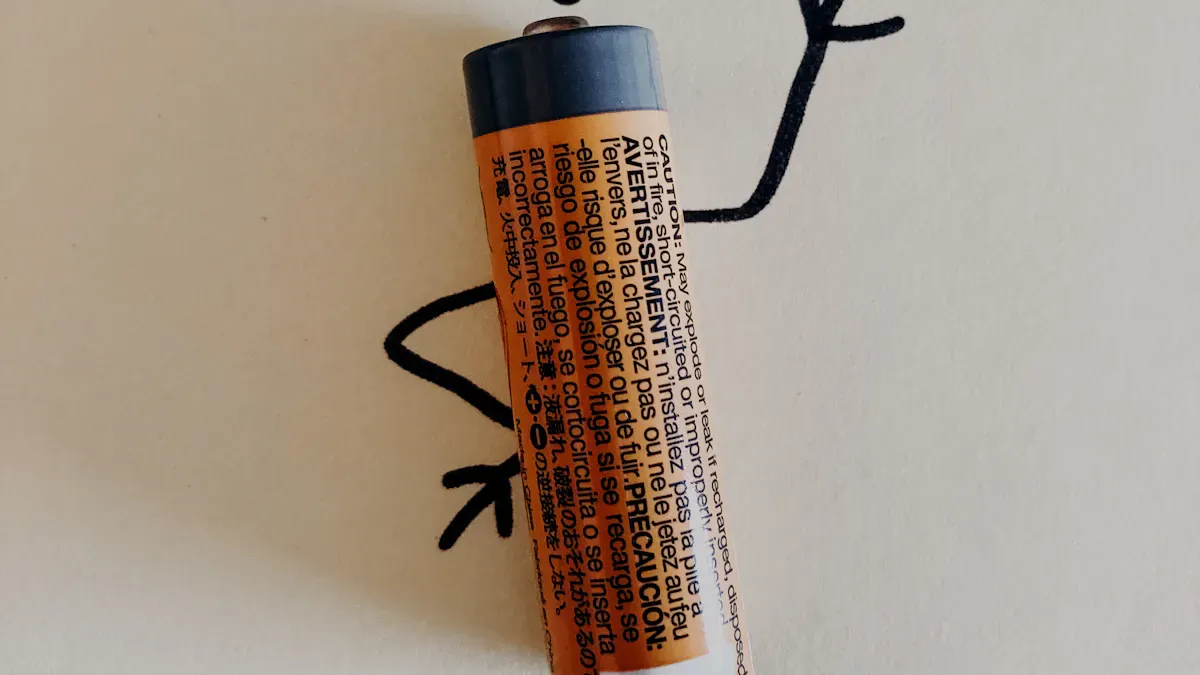 CAUTION: May explode or leak if recharged, disposed
of in fire, short-circuited or improperly inserted
AVERTISSEMENT: n'installez pas la pile à
l'envers, ne la chargez pas ou ne le jetez au feu
-elle risque d'exploser ou de fuir. PRECAUCIÓN:
riesgo de explosión o fuga si se recarga, se
arroga en el fuego, se cortocircuita o se inserta
incorrectamente. 注意:液漏れ、破裂のおそれがあるので
充電、火中投入、ショート、⊕-⊖の逆接続をしない。
Made in China